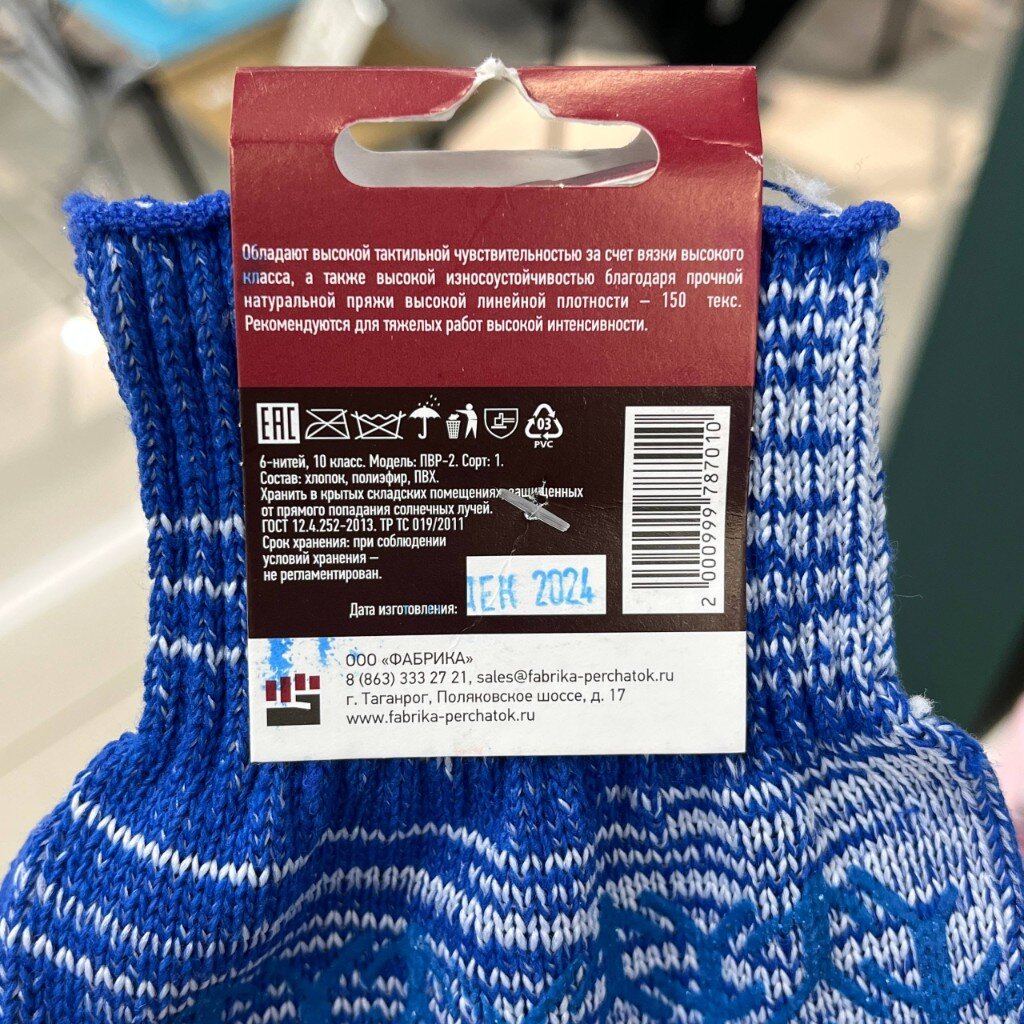 Обладают высокой тактильной чувствительностью за счет вязки высокого
класса, а также высокой износоустойчивостью благодаря прочной
натуральной пряжи высокой линейной плотности – 150 текс.
Рекомендуются для тяжелых работ высокой интенсивности.
EAC
03
PVC
6-нитей, 10 класс. Модель: ПВР-2. Сорт: 1.
Состав: хлопок, полиэфир, ПВХ.
Хранить в крытых складских помещениях, защищенных
от прямого попадания солнечных лучей.
ГОСТ 12.4.252-2013. ТР ТС 019/2011
Срок хранения: при соблюдении
условий хранения –
не регламентирован.
Дата изготовления:
2024
2 000999 787010
ООО «ФАБРИКА»
8 (863) 333 27 21, sales@fabrika-perchatok.ru
г. Таганрог, Поляковское шоссе, д. 17
www.fabrika-perchatok.ru